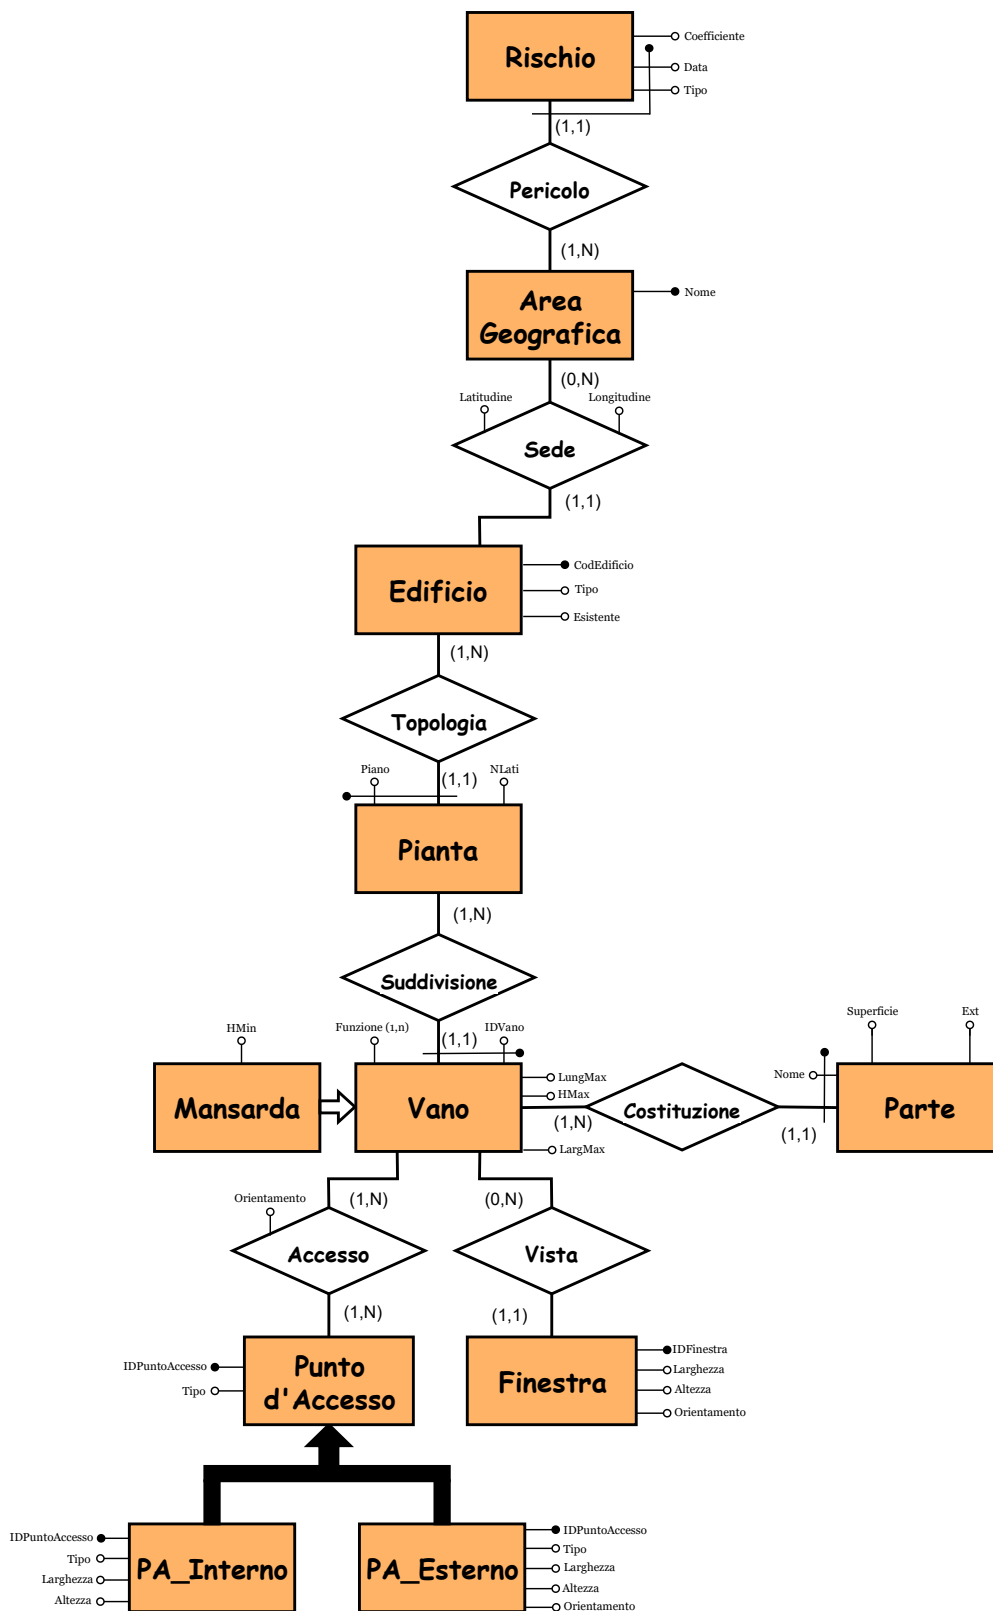 Rischio
Coefficiente
Data
Tipo
(1,1)
Pericolo
(1,N)
Area
Geografica
Nome
(0,N)
Latitudine
Longitudine
Sede
(1,1)
Edificio
CodEdificio
Tipo
Esistente
(1,N)
Topologia
Piano
(1,1)
NLati
Pianta
(1,N)
Suddivisione
HMin
Funzione (1,n)
(1,1)
IDVano
Superficie
Ext
Mansarda
Vano
LungMax
HMax
LargMax
(1,N)
Costituzione
(1,1)
Nome
Parte
Orientamento
(1,N)
(0,N)
Accesso
Vista
(1,N)
(1,1)
IDPuntoAccesso
Tipo
Punto
d'Accesso
Finestra
IDFinestra
Larghezza
Altezza
Orientamento
IDPuntoAccesso
Tipo
Larghezza
Altezza
PA_Interno
PA_Esterno
IDPuntoAccesso
Tipo
Larghezza
Altezza
Orientamento